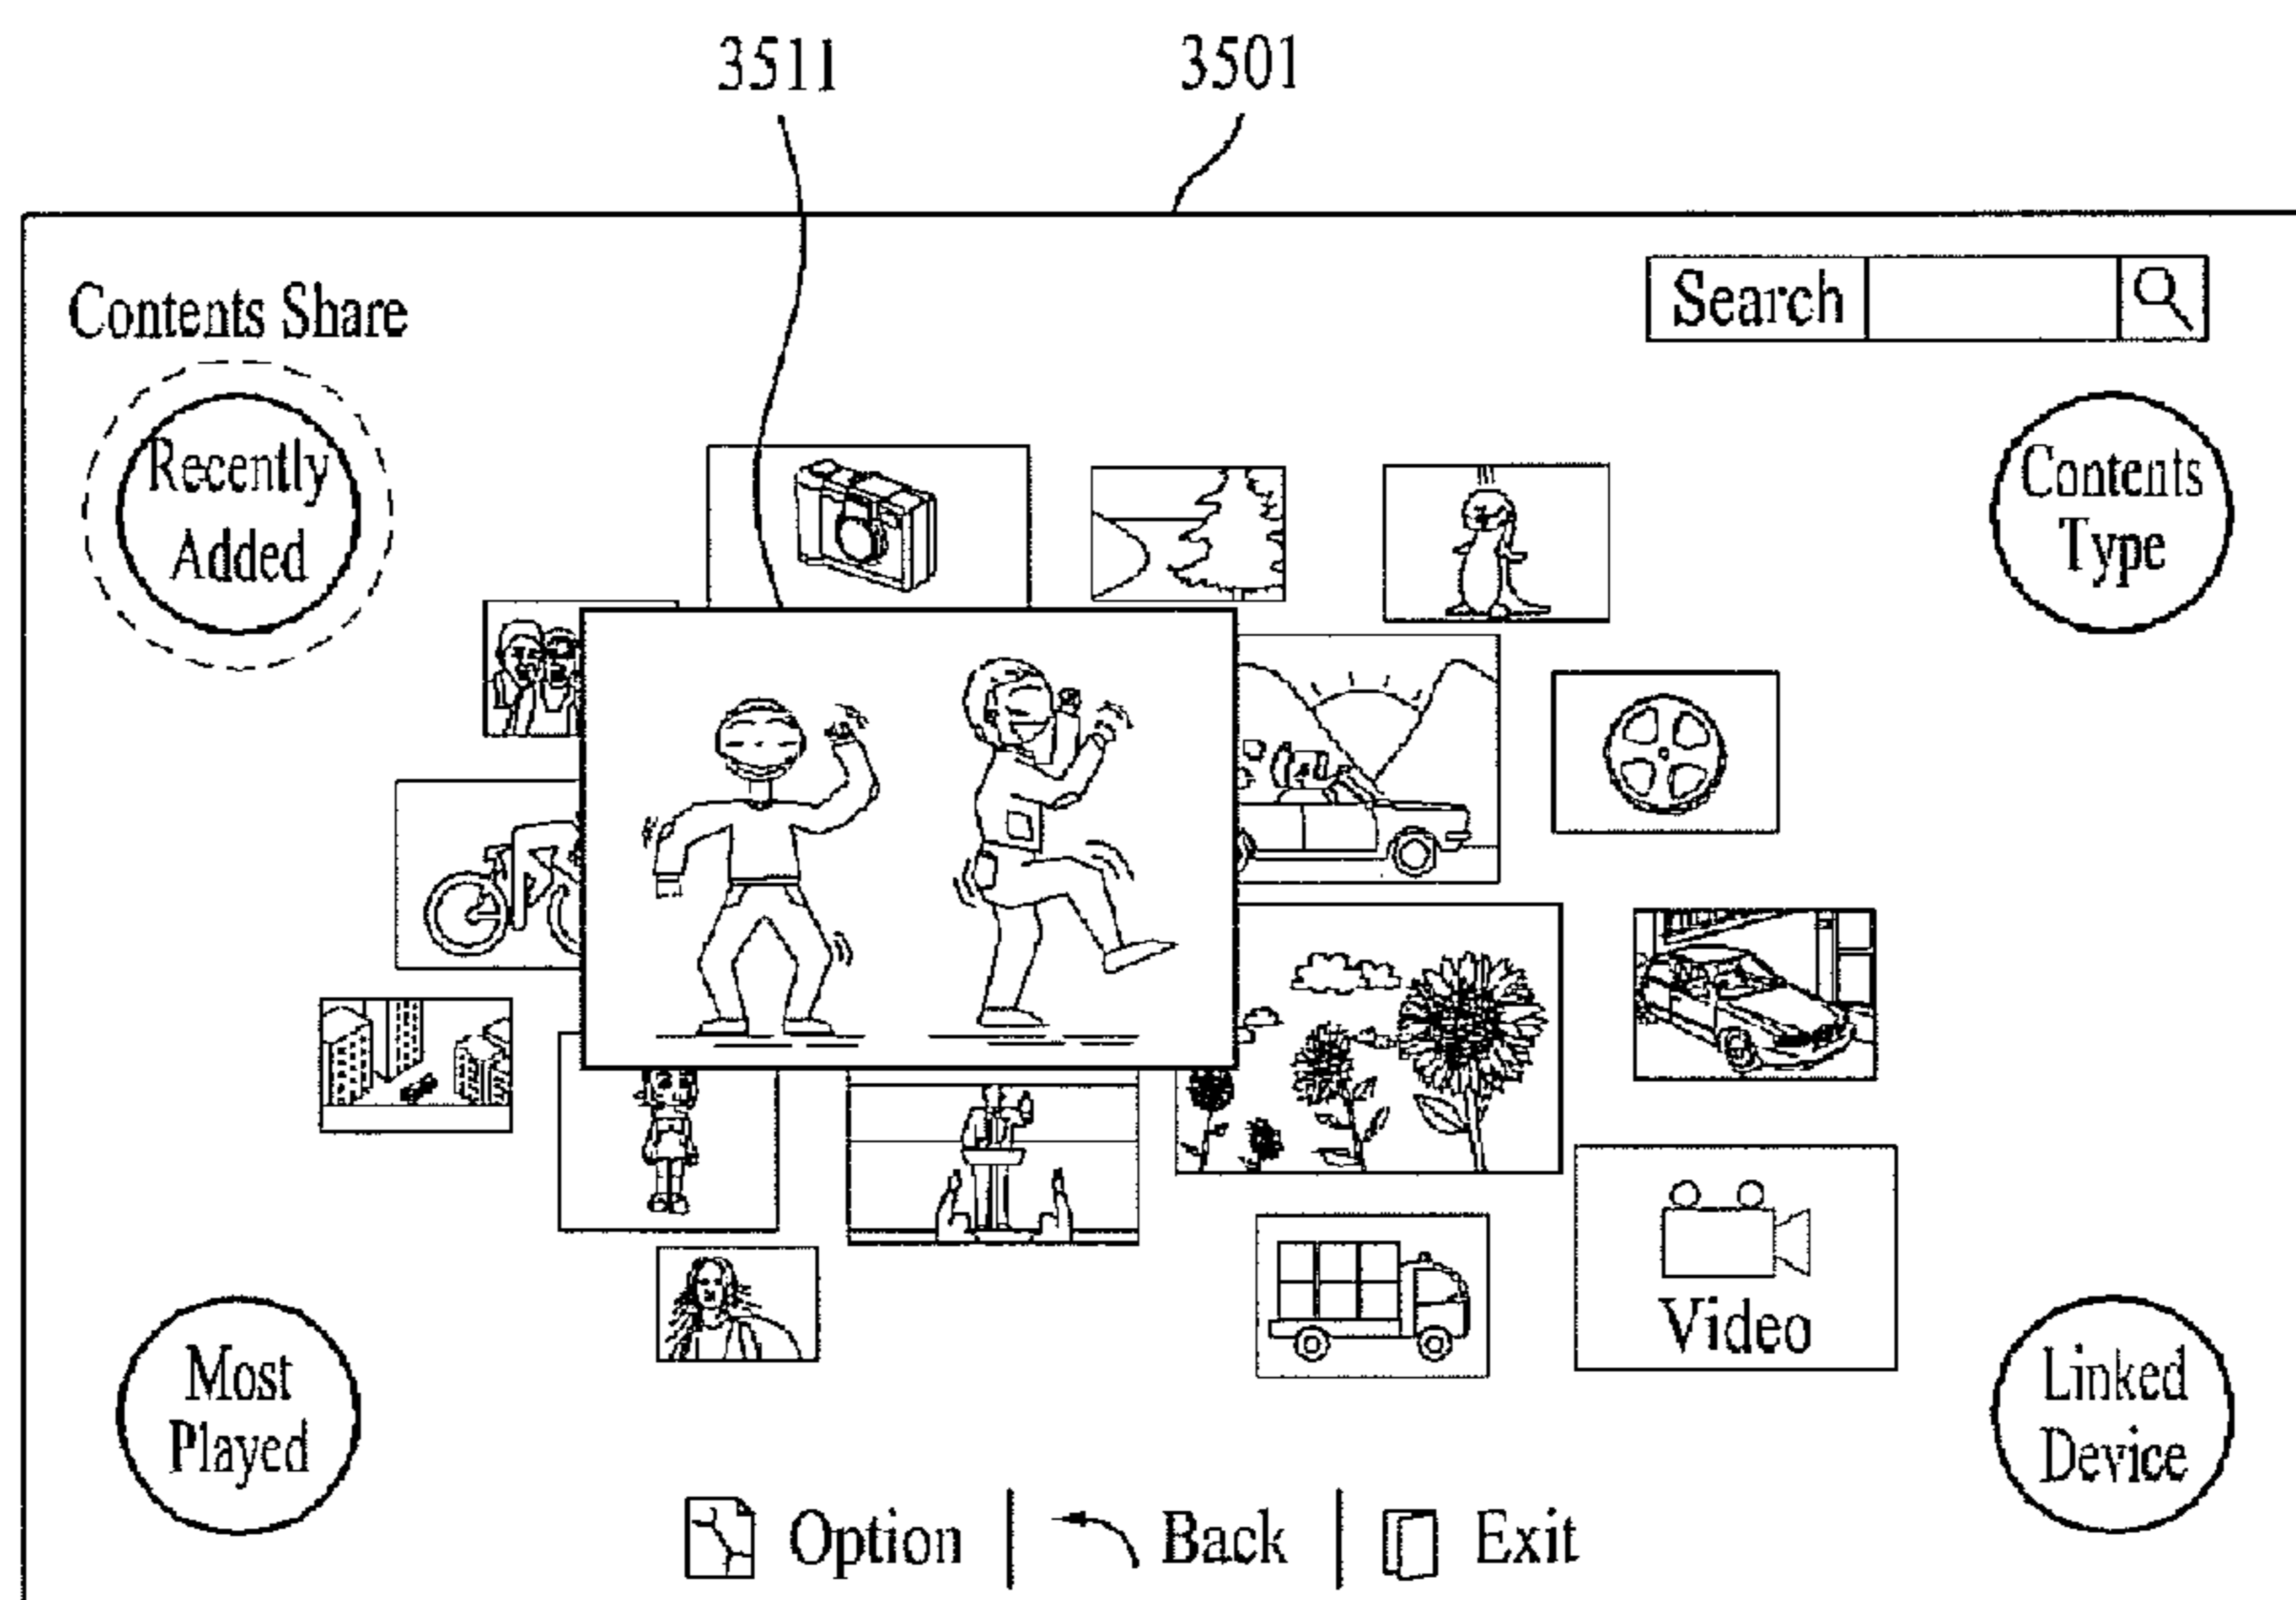 3511
3501
Contents Share
Search
Recently
Added
Contents
Type
Video
Most
Played
Linked
Device
Option
Back
Exit